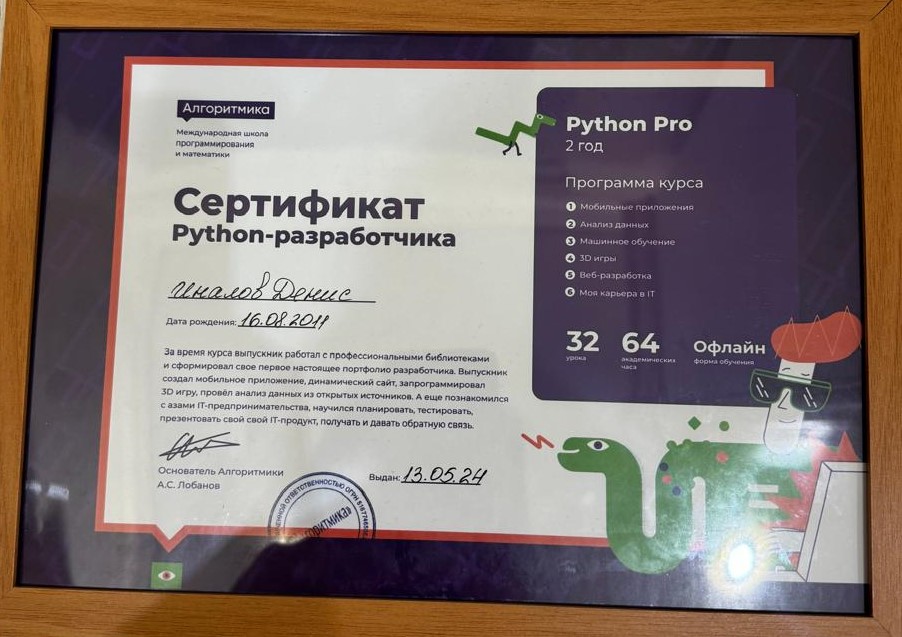 Алгоритмика
Международная школа
программирования
и математики
Сертификат
Python-разработчика
Иналов Денис
Дата рождения: 16.08.2011
За время курса выпускник работал с профессиональными библиотеками
и сформировал свое первое настоящее портфолио разработчика. Выпускник
создал мобильное приложение, динамический сайт, запрограммировал
3D игру, провёл анализ данных из открытых источников. А еще познакомился
с азами IT-предпринимательства, научился планировать, тестировать,
презентовать свой свой IT-продукт, получать и давать обратную связь.
Основатель Алгоритмики
А.С. Лобанов
Выдан: 13.05.24
Python Pro
2 год
Программа курса
1 Мобильные приложения
2 Анализ данных
3 Машинное обучение
4 3D игры
5 Веб-разработка
6 Моя карьера в IT
32
урока
64
академических
часа
Офлайн
форма обучения